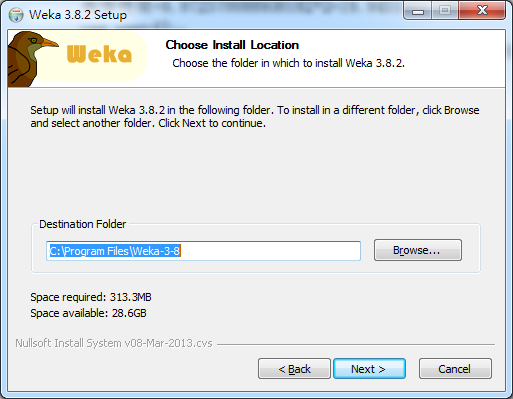 Weka 3.8.2 Setup
Weka
Choose Install Location
Choose the folder in which to install Weka 3.8.2.
Setup will install Weka 3.8.2 in the following folder. To install in a different folder, click Browse
and select another folder. Click Next to continue.
Destination Folder
C:\Program Files\Weka-3-8
Browse...
Space required: 313.3MB
Space available: 28.6GB
Nullsoft Install System v08-Mar-2013.cvs
< Back
Next >
Cancel